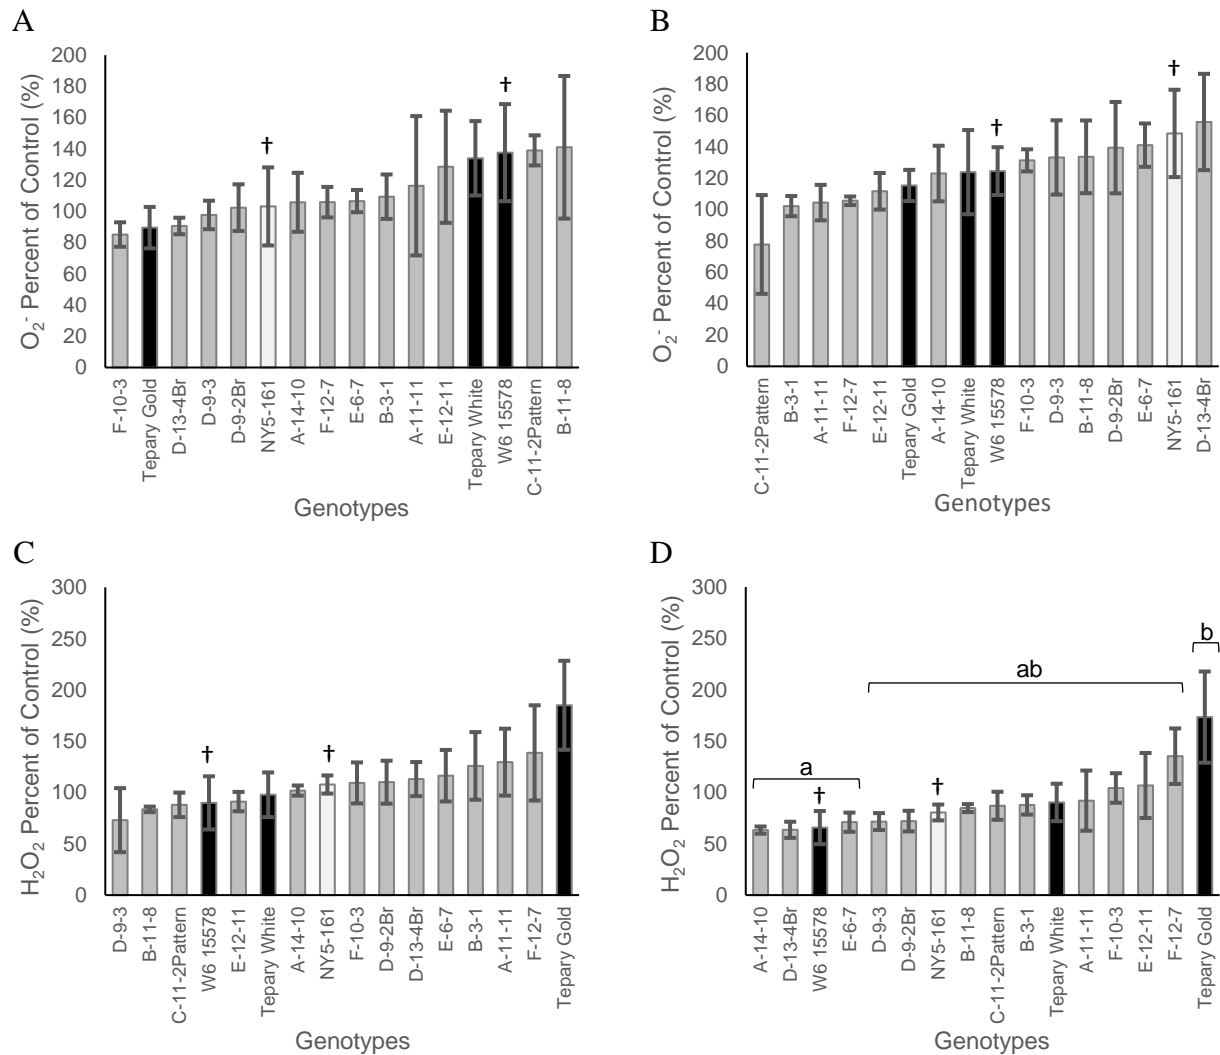 A
O₂⁻ Percent of Control (%)
200
180
160
140
120
100
80
60
40
20
0
†
†
F-10-3
Tepary Gold
D-13-4Br
D-9-3
D-9-2Br
NY5-161
A-14-10
F-12-7
E-6-7
B-3-1
A-11-11
E-12-11
Tepary White
W6 15578
C-11-2Pattern
B-11-8
Genotypes
B
O₂⁻ Percent of Control (%)
200
180
160
140
120
100
80
60
40
20
0
†
†
C-11-2Pattern
B-3-1
A-11-11
F-12-7
E-12-11
Tepary Gold
A-14-10
Tepary White
W6 15578
F-10-3
D-9-3
B-11-8
D-9-2Br
E-6-7
NY5-161
D-13-4Br
Genotypes
C
H₂O₂ Percent of Control (%)
300
250
200
150
100
50
0
†
†
D-9-3
B-11-8
C-11-2Pattern
W6 15578
E-12-11
Tepary White
A-14-10
NY5-161
F-10-3
D-9-2Br
D-13-4Br
E-6-7
B-3-1
A-11-11
F-12-7
Tepary Gold
Genotypes
D
H₂O₂ Percent of Control (%)
300
250
200
150
100
50
0
a
ab
b
†
†
A-14-10
D-13-4Br
W6 15578
E-6-7
D-9-3
D-9-2Br
NY5-161
B-11-8
C-11-2Pattern
B-3-1
Tepary White
A-11-11
F-10-3
E-12-11
F-12-7
Tepary Gold
Genotypes